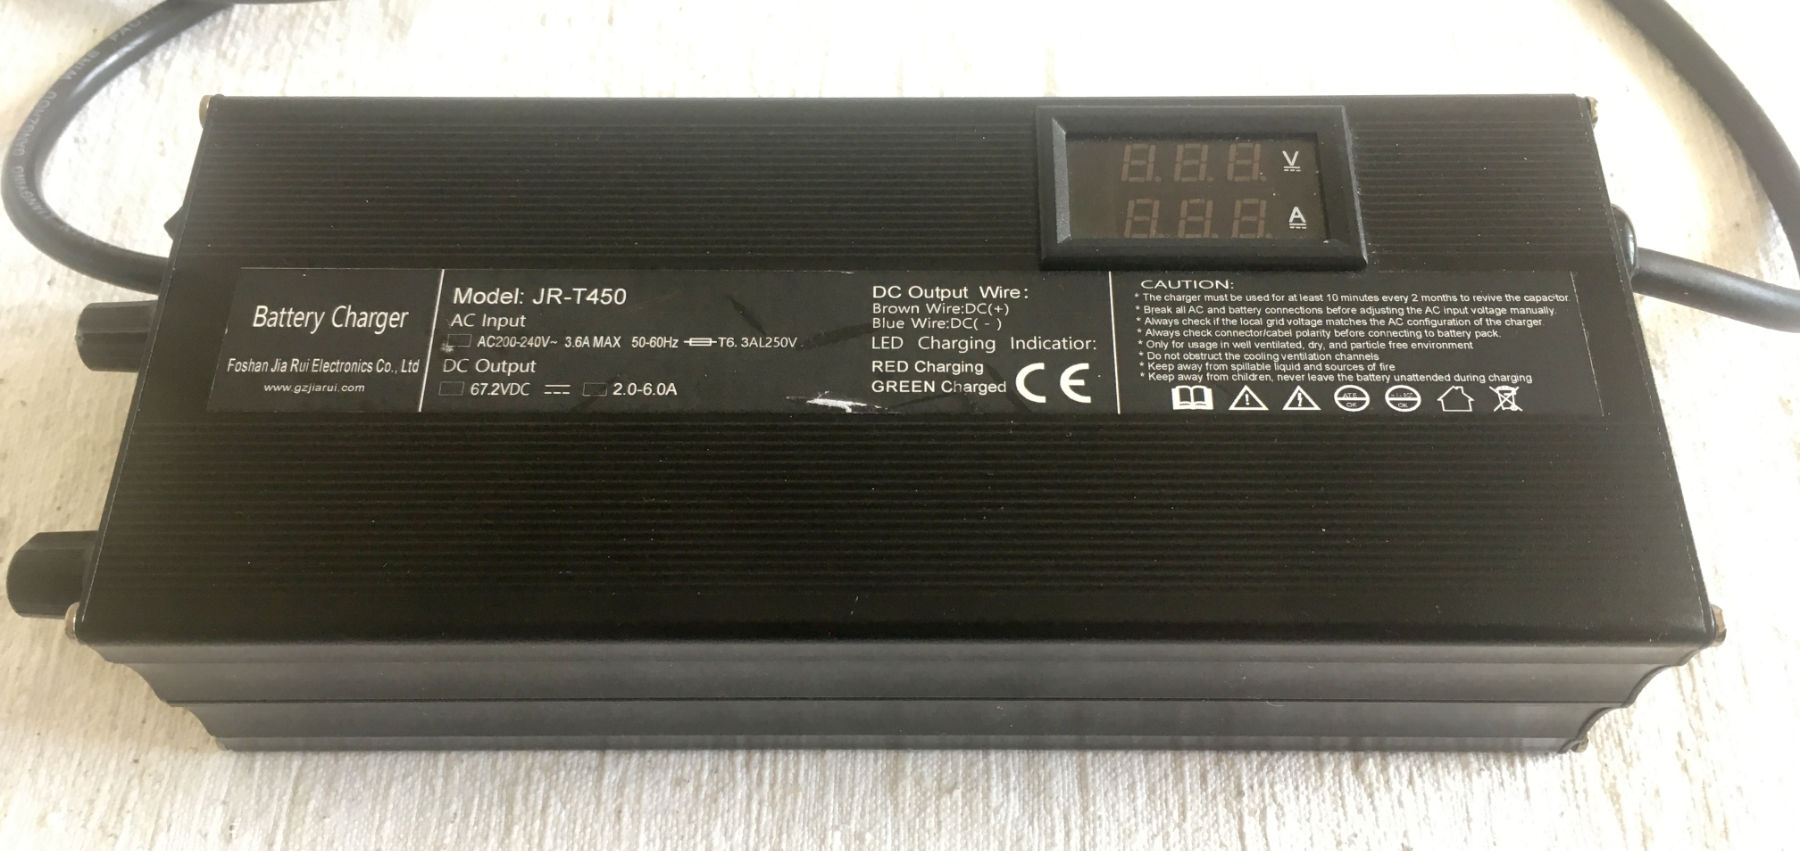 Battery Charger
Foshan Jia Rui Electronics Co., Ltd
www.gzjiarui.com
Model: JR-T450
AC Input
AC200-240V~ 3.6A MAX 50-60Hz T6.3AL250V
DC Output
67.2VDC 2.0-6.0A
DC Output Wire:
Brown Wire:DC(+)
Blue Wire:DC( - )
LED Charging Indicatior:
RED Charging
GREEN Charged
CE
V
A
CAUTION:
* The charger must be used for at least 10 minutes every 2 months to revive the capacitor.
* Break all AC and battery connections before adjusting the AC input voltage manually.
* Always check if the local grid voltage matches the AC configuration of the charger.
* Always check connector/cabel polarity before connecting to battery pack.
* Only for usage in well ventilated, dry, and particle free environment
* Do not obstruct the cooling ventilation channels
* Keep away from spillable liquid and sources of fire
* Keep away from children, never leave the battery unattended during charging